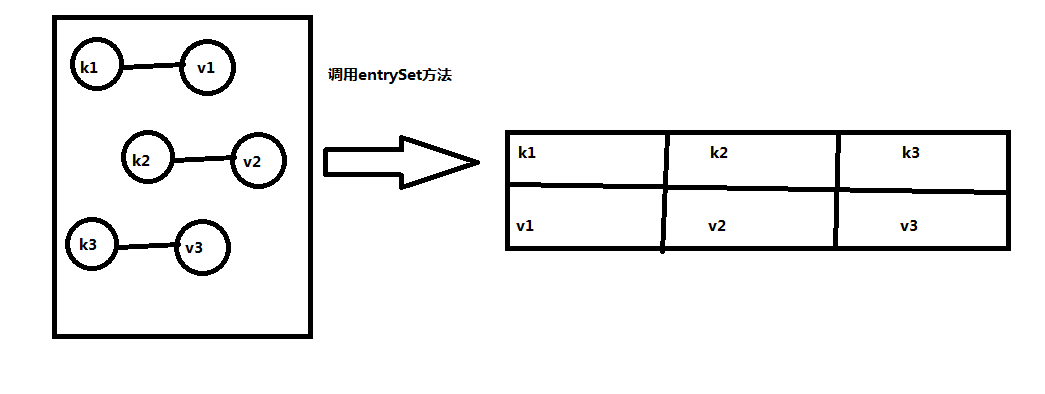 k1 v1
调用entrySet方法
k2 v2
k3 v3
k1 k2 k3
v1 v2 v3